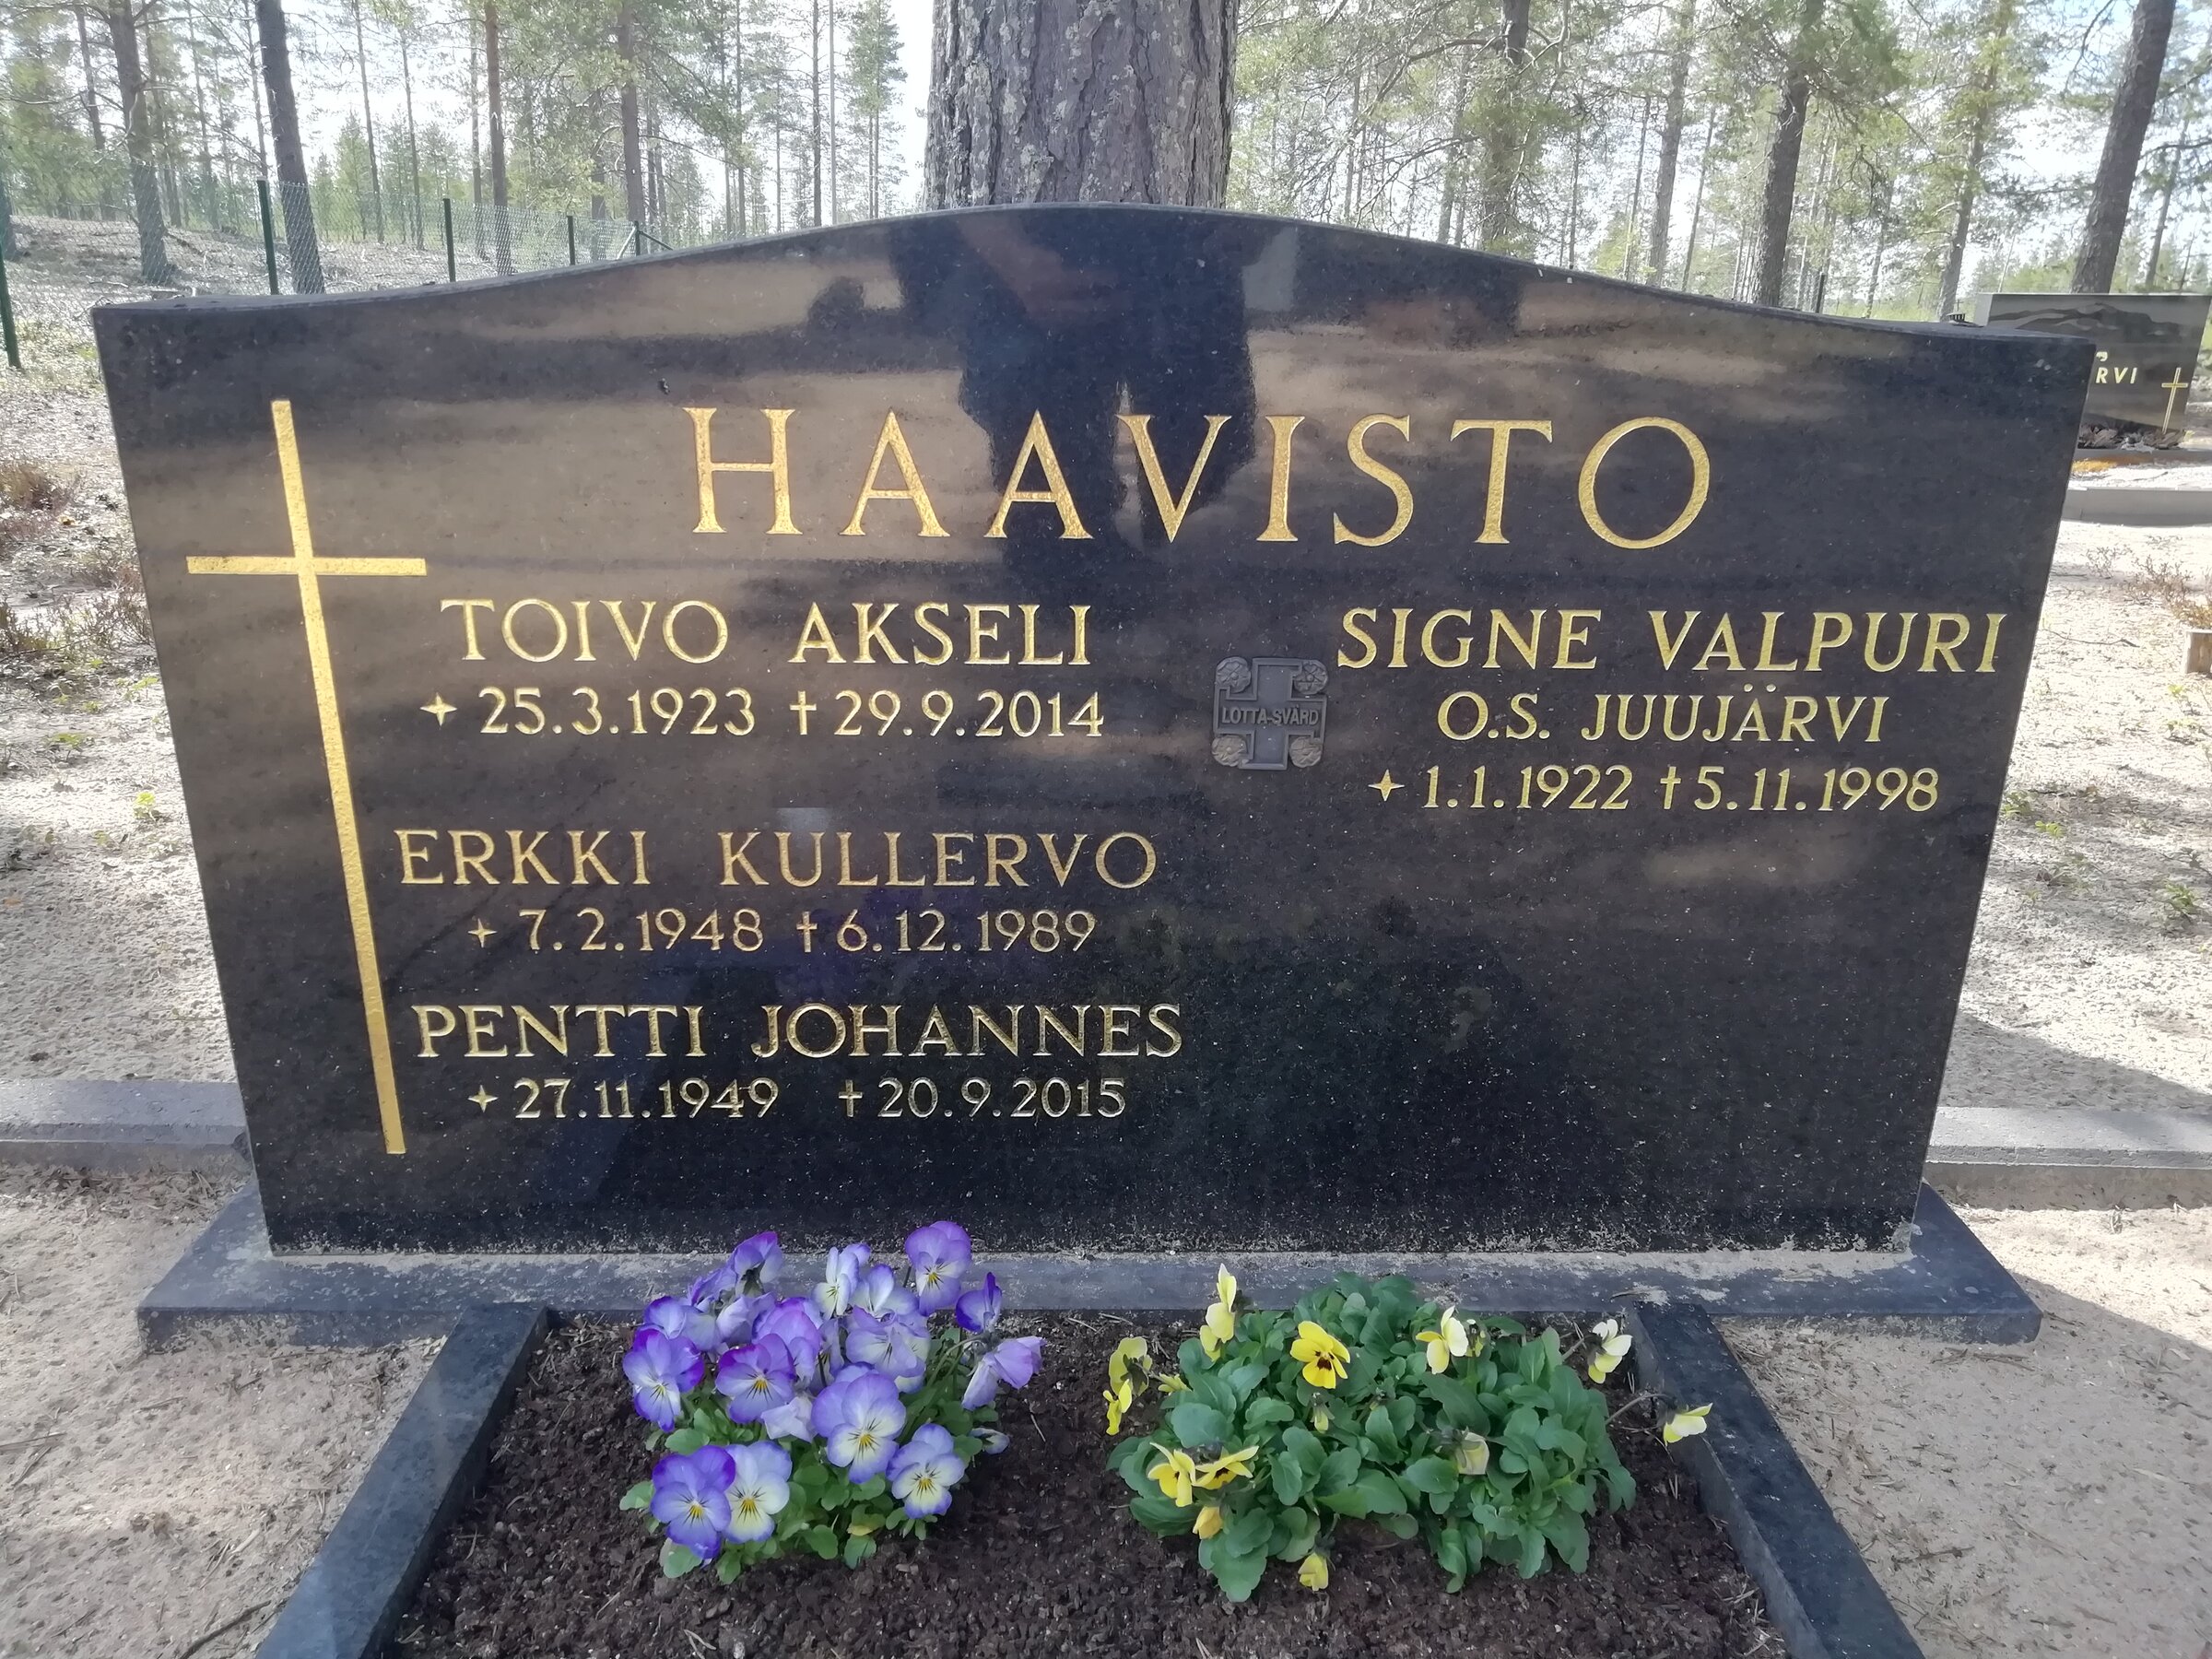 HAAVISTO
TOIVO AKSELI
25.3.1923 †29.9.2014
LOTTA-SVÄRD
SIGNE VALPURI
O.S. JUUJÄRVI
1.1.1922 †5.11.1998
ERKKI KULLERVO
7.2.1948 †6.12.1989
PENTTI JOHANNES
27.11.1949 †20.9.2015
RVI